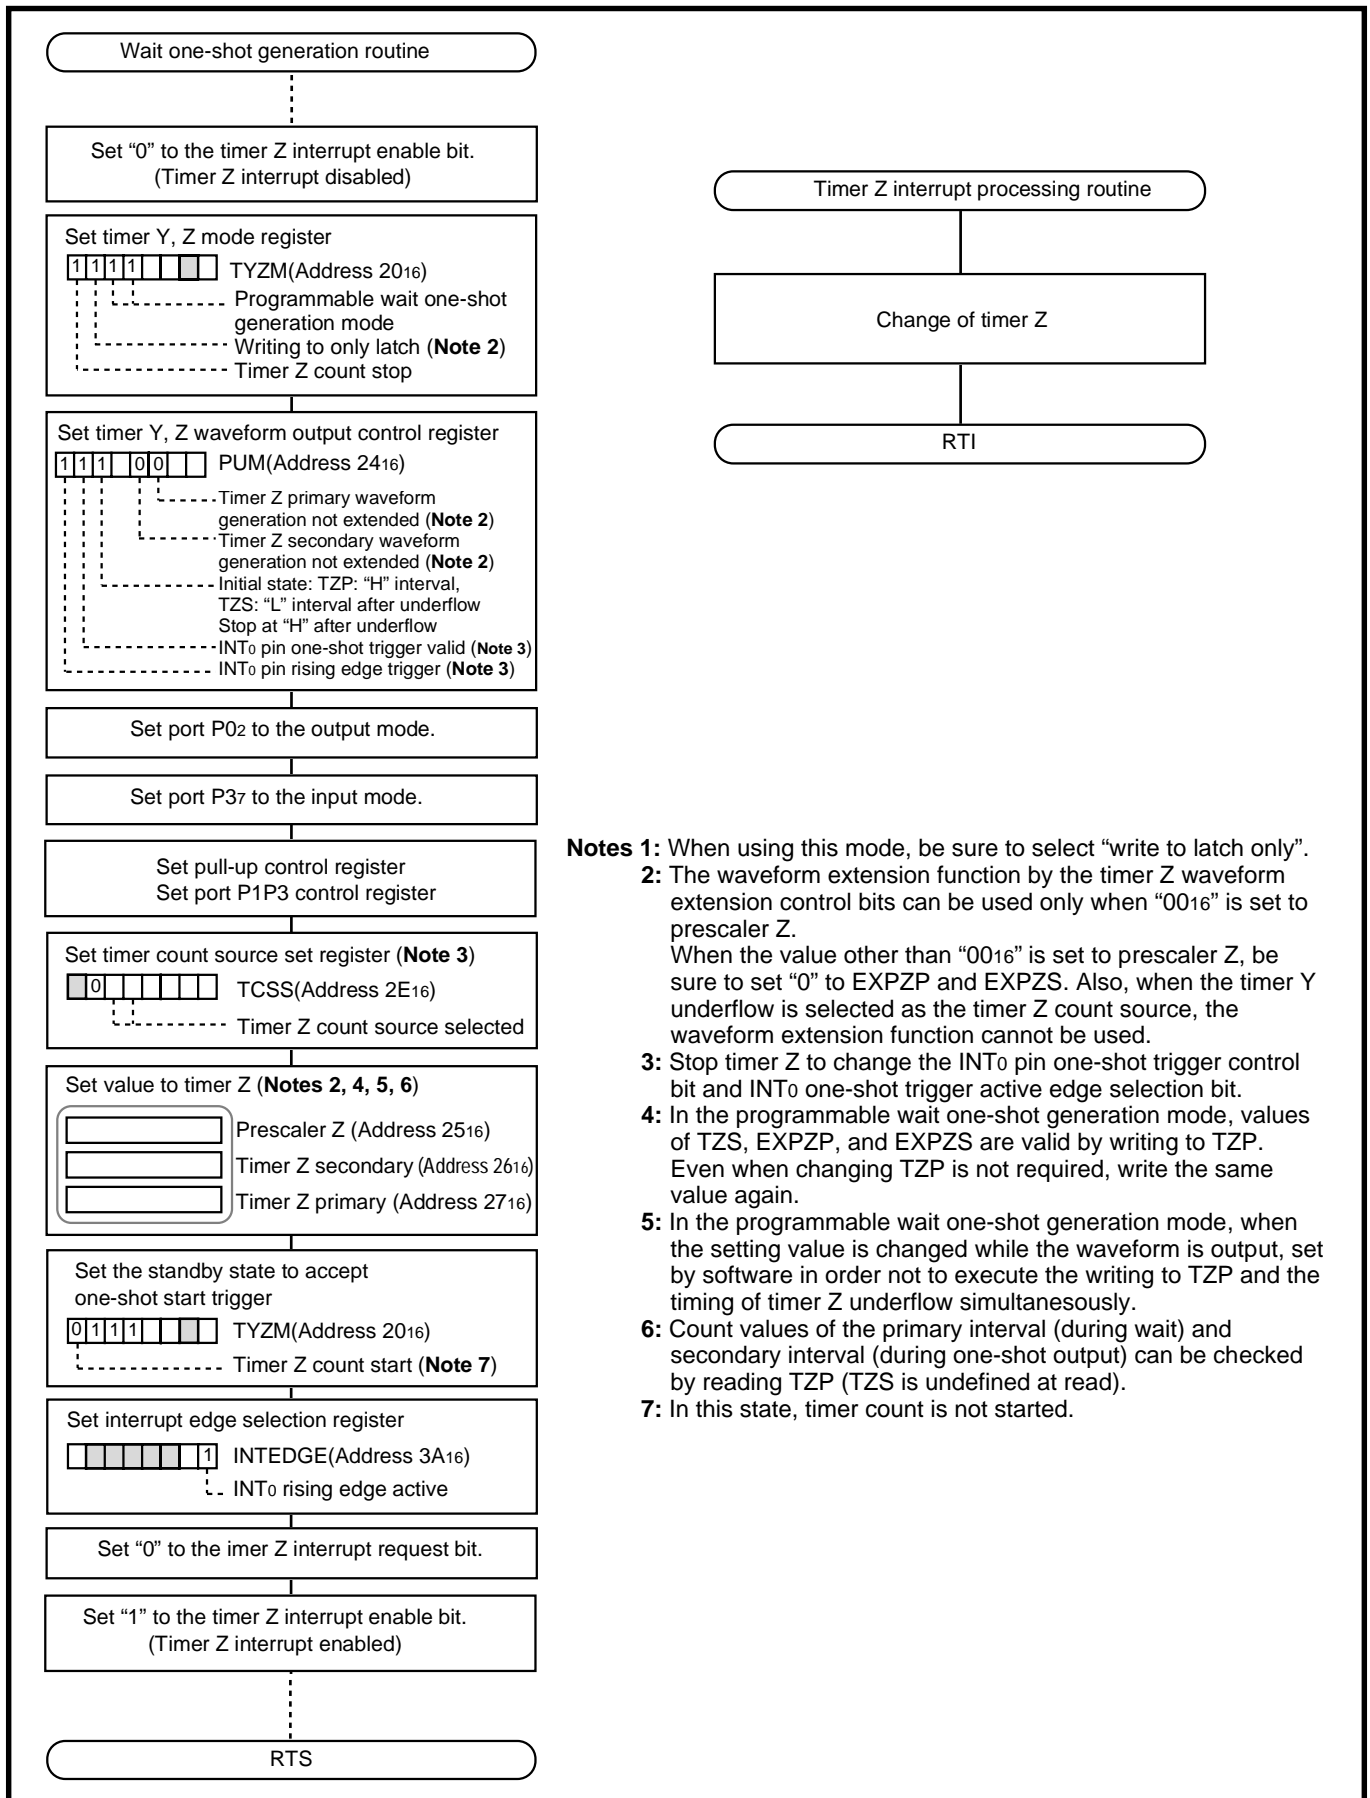 Wait one-shot generation routine
Set “0” to the timer Z interrupt enable bit.
(Timer Z interrupt disabled)
Set timer Y, Z mode register
1 1 1 1 TYZM(Address 2016)
Programmable wait one-shot
generation mode
Writing to only latch (Note 2)
Timer Z count stop
Set timer Y, Z waveform output control register
1 1 1 0 0 PUM(Address 2416)
Timer Z primary waveform
generation not extended (Note 2)
Timer Z secondary waveform
generation not extended (Note 2)
Initial state: TZP: “H” interval,
TZS: “L” interval after underflow
Stop at “H” after underflow
INT0 pin one-shot trigger valid (Note 3)
INT0 pin rising edge trigger (Note 3)
Set port P02 to the output mode.
Set port P37 to the input mode.
Set pull-up control register
Set port P1P3 control register
Set timer count source set register (Note 3)
0 TCSS(Address 2E16)
Timer Z count source selected
Set value to timer Z (Notes 2, 4, 5, 6)
Prescaler Z (Address 2516)
Timer Z secondary (Address 2616)
Timer Z primary (Address 2716)
Set the standby state to accept
one-shot start trigger
0 1 1 1 TYZM(Address 2016)
Timer Z count start (Note 7)
Set interrupt edge selection register
1 INTEDGE(Address 3A16)
INT0 rising edge active
Set “0” to the imer Z interrupt request bit.
Set “1” to the timer Z interrupt enable bit.
(Timer Z interrupt enabled)
RTS
Timer Z interrupt processing routine
Change of timer Z
RTI
Notes 1: When using this mode, be sure to select “write to latch only”.
2: The waveform extension function by the timer Z waveform
extension control bits can be used only when “0016” is set to
prescaler Z.
When the value other than “0016” is set to prescaler Z, be
sure to set “0” to EXPZP and EXPZS. Also, when the timer Y
underflow is selected as the timer Z count source, the
waveform extension function cannot be used.
3: Stop timer Z to change the INT0 pin one-shot trigger control
bit and INT0 one-shot trigger active edge selection bit.
4: In the programmable wait one-shot generation mode, values
of TZS, EXPZP, and EXPZS are valid by writing to TZP.
Even when changing TZP is not required, write the same
value again.
5: In the programmable wait one-shot generation mode, when
the setting value is changed while the waveform is output, set
by software in order not to execute the writing to TZP and the
timing of timer Z underflow simultanesously.
6: Count values of the primary interval (during wait) and
secondary interval (during one-shot output) can be checked
by reading TZP (TZS is undefined at read).
7: In this state, timer count is not started.